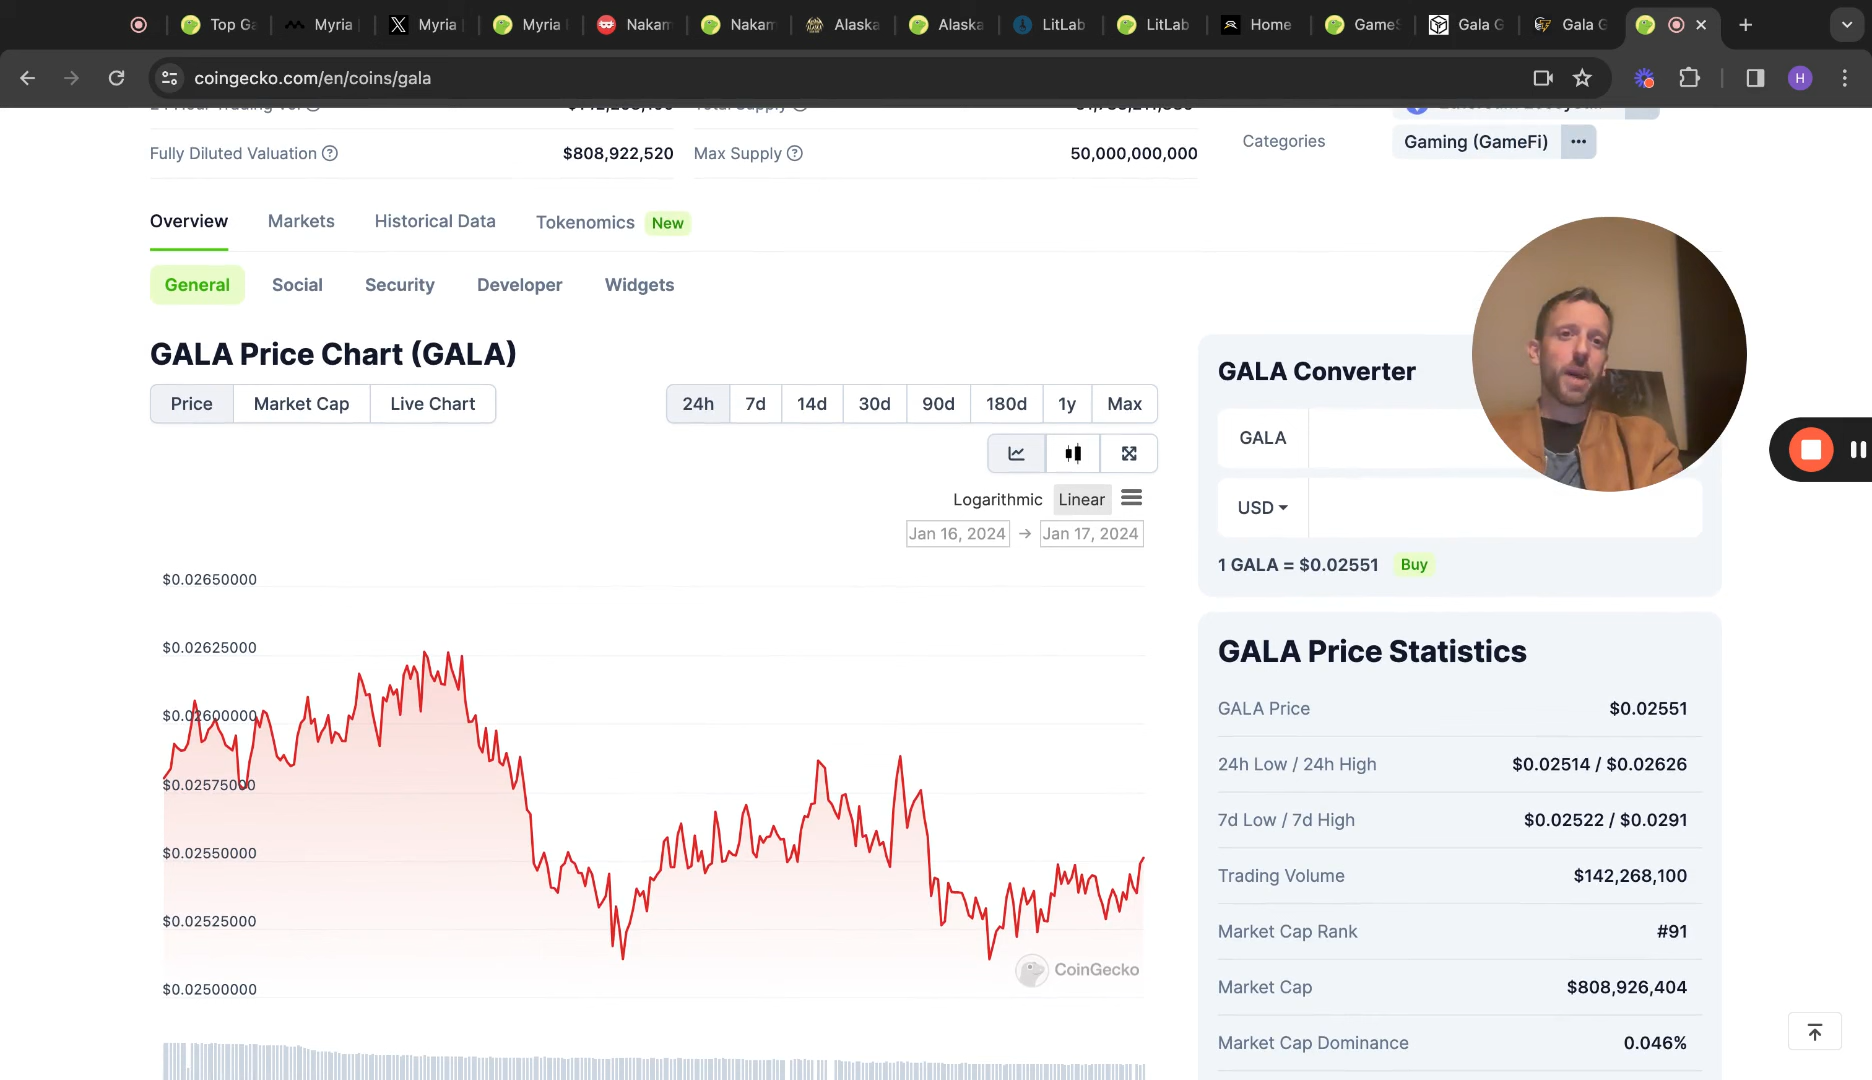 Top Ga
Myria
Myria
Myria
Nakam
Nakam
Alaska
Alaska
LitLab
LitLab
Home
GameS
Gala G
Gala G
coingecko.com/en/coins/gala
H
Fully Diluted Valuation ?
$808,922,520
Max Supply ?
50,000,000,000
Categories
Gaming (GameFi)
Overview
Markets
Historical Data
Tokenomics New
General
Social
Security
Developer
Widgets
GALA Price Chart (GALA)
Price
Market Cap
Live Chart
24h
7d
14d
30d
90d
180d
1y
Max
Logarithmic
Linear
Jan 16, 2024 → Jan 17, 2024
$0.02650000
$0.02625000
$0.02600000
$0.02575000
$0.02550000
$0.02525000
$0.02500000
CoinGecko
GALA Converter
GALA
USD
1 GALA = $0.02551 Buy
GALA Price Statistics
GALA Price $0.02551
24h Low / 24h High $0.02514 / $0.02626
7d Low / 7d High $0.02522 / $0.0291
Trading Volume $142,268,100
Market Cap Rank #91
Market Cap $808,926,404
Market Cap Dominance 0.046%